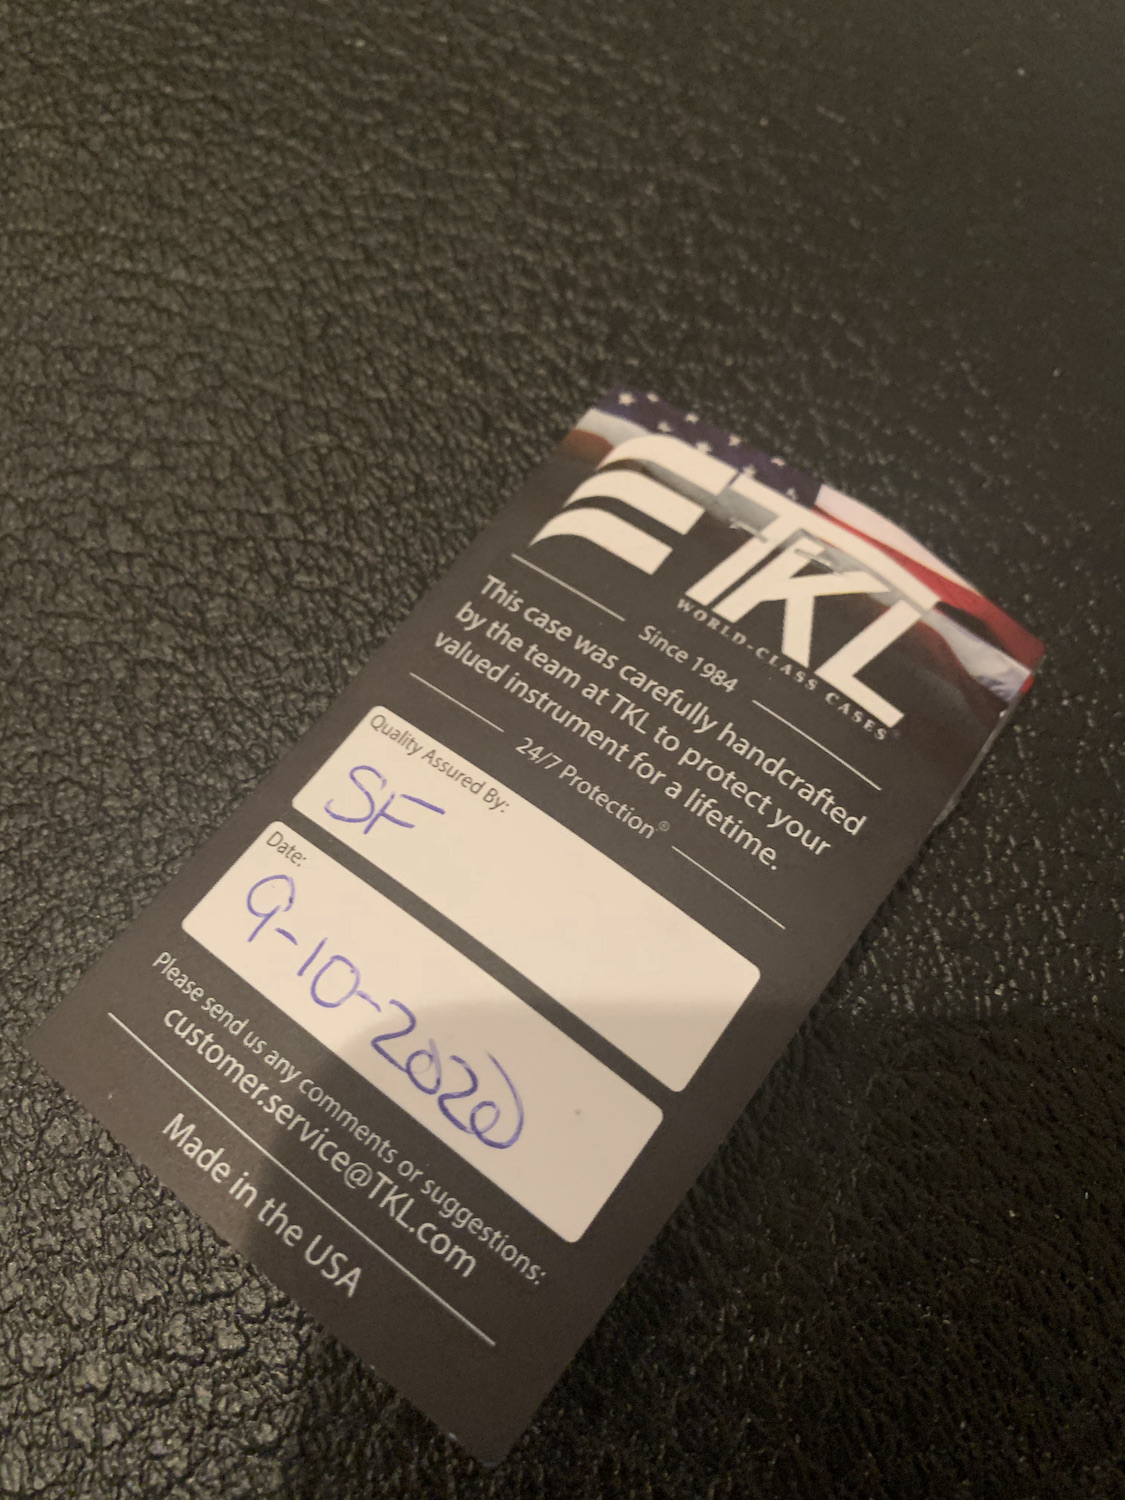 TKL
WORLD-CLASS CASES
Since 1984
This case was carefully handcrafted
by the team at TKL to protect your
valued instrument for a lifetime.
24/7 Protection®
Quality Assured By:
SF
Date:
9-10-2020
Please send us any comments or suggestions:
customer.service@TKL.com
Made in the USA